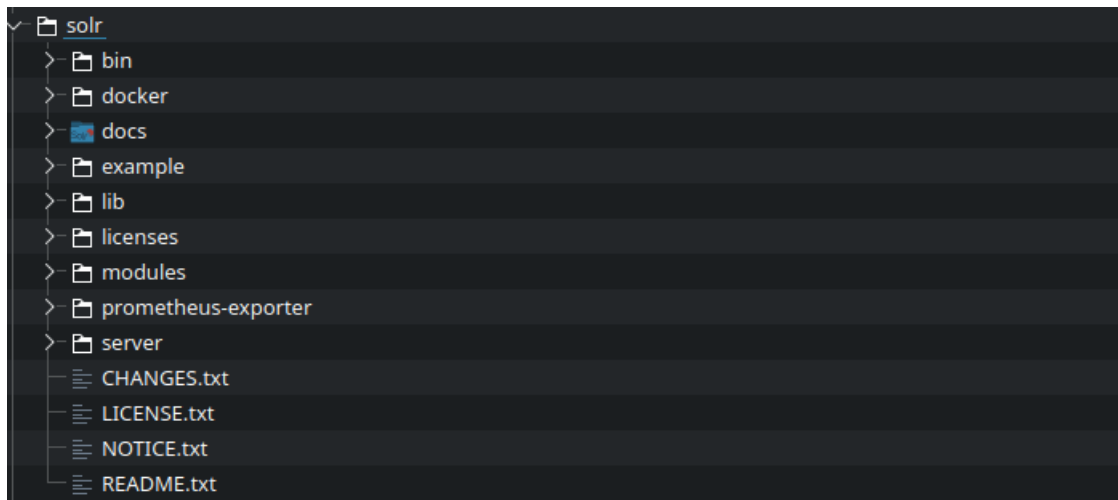 solr
bin
docker
docs
example
lib
licenses
modules
prometheus-exporter
server
CHANGES.txt
LICENSE.txt
NOTICE.txt
README.txt